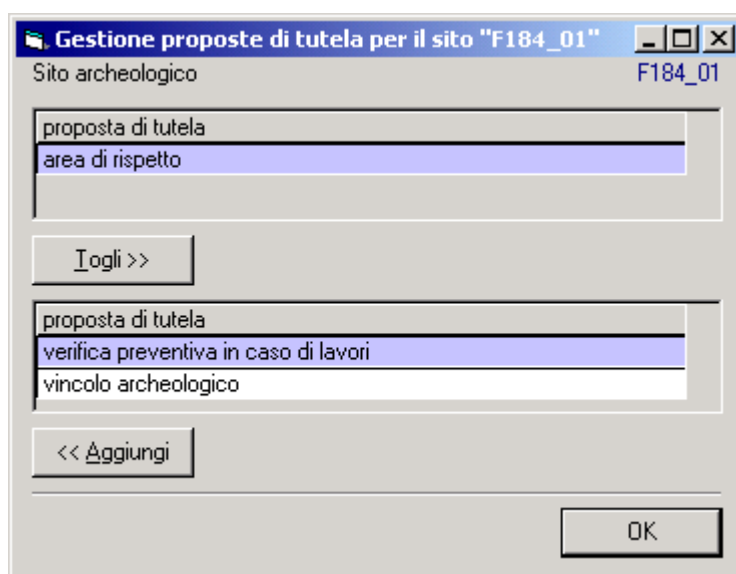 Gestione proposte di tutela per il sito "F184_01"
Sito archeologico F184_01
proposta di tutela
area di rispetto
Togli >>
proposta di tutela
verifica preventiva in caso di lavori
vincolo archeologico
<< Aggiungi
OK